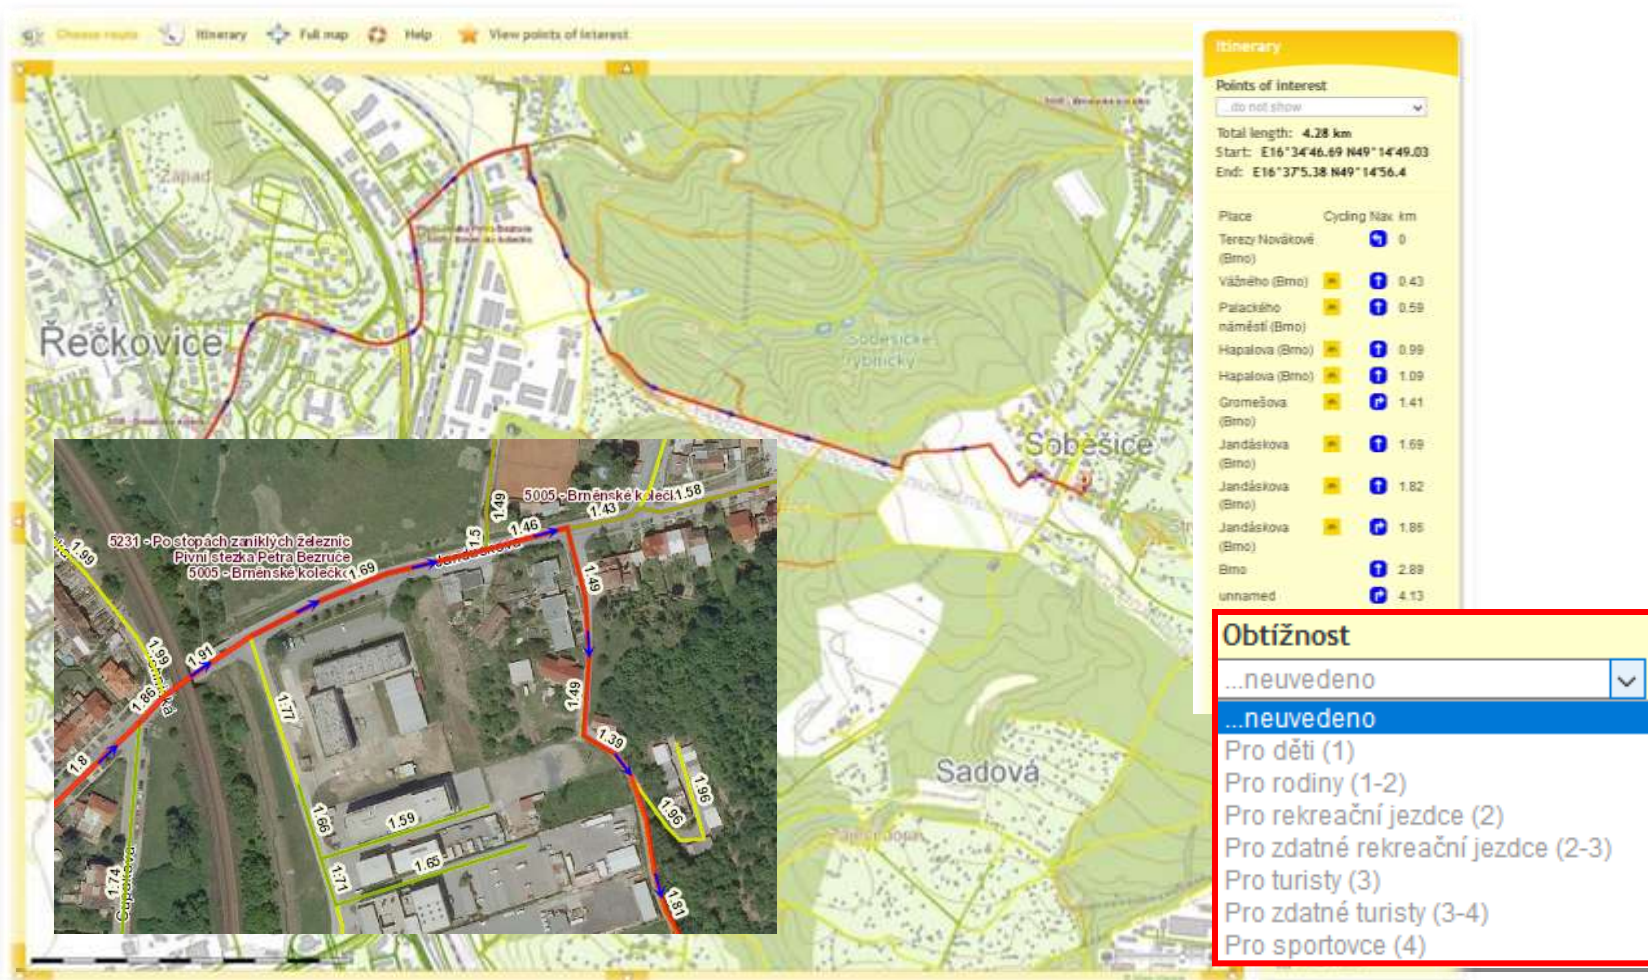 Choose route
Itinerary
Full map
Help
View points of interest
Západ
Řečkovice
Soběšické
rybníčky
Soběšice
Sadová
5231 - Po stopách zaniklých železnic
Pivní stezka Petra Bezruče
5005 - Brněnské kolečko
5005 - Brněnské koleč
Jandáskova
1.99
1.99
1.91
1.86
1.8
1.74
1.77
1.66
1.71
1.59
1.65
1.69
1.5
1.49
1.46
1.43
1.58
1.49
1.49
1.39
1.96
1.96
1.81
Itinerary
Points of interest
...do not show
Total length: 4.28 km
Start: E16°34'46.69 N49°14'49.03
End: E16°37'5.38 N49°14'56.4
Place Cycling Nav. km
Terezy Novákové 0
(Brno)
Vážného (Brno) 0.43
Palackého 0.59
náměstí (Brno)
Hapalova (Brno) 0.99
Hapalova (Brno) 1.09
Gromešova 1.41
(Brno)
Jandáskova 1.69
(Brno)
Jandáskova 1.82
(Brno)
Jandáskova 1.86
(Brno)
Brno 2.89
unnamed 4.13
Obtížnost
...neuvedeno
...neuvedeno
Pro děti (1)
Pro rodiny (1-2)
Pro rekreační jezdce (2)
Pro zdatné rekreační jezdce (2-3)
Pro turisty (3)
Pro zdatné turisty (3-4)
Pro sportovce (4)